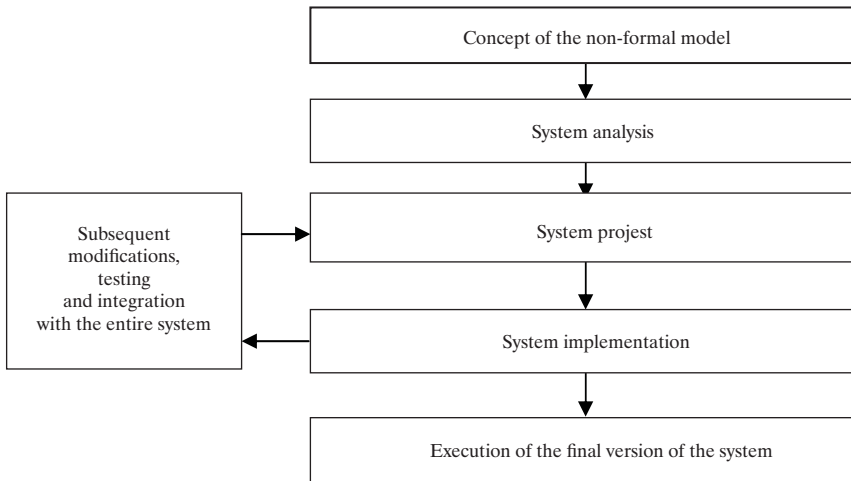 Concept of the non-formal model
System analysis
System projest
Subsequent
modifications,
testing
and integration
with the entire system
System implementation
Execution of the final version of the system